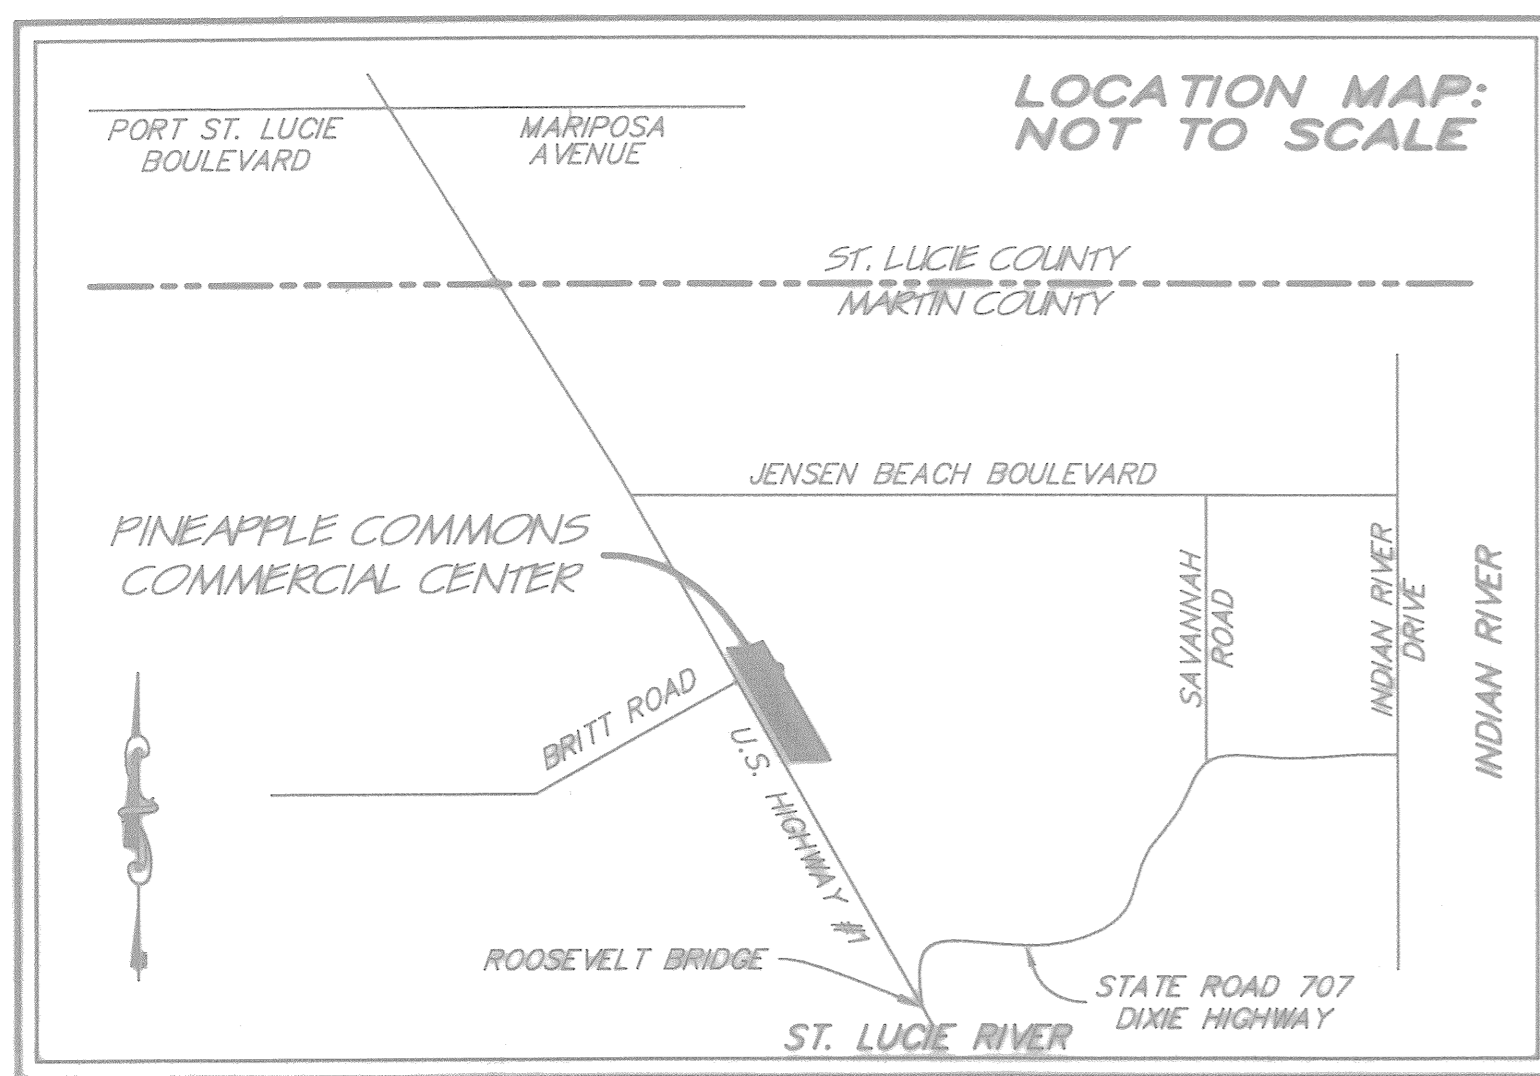 LOCATION MAP:
NOT TO SCALE
PORT ST. LUCIE
BOULEVARD
MARIPOSA
AVENUE
ST. LUCIE COUNTY
MARTIN COUNTY
JENSEN BEACH BOULEVARD
PINEAPPLE COMMONS
COMMERCIAL CENTER
SAVANNAH
ROAD
INDIAN RIVER
DRIVE
INDIAN RIVER
BRITT ROAD
U.S. HIGHWAY #1
ROOSEVELT BRIDGE
STATE ROAD 707
DIXIE HIGHWAY
ST. LUCIE RIVER